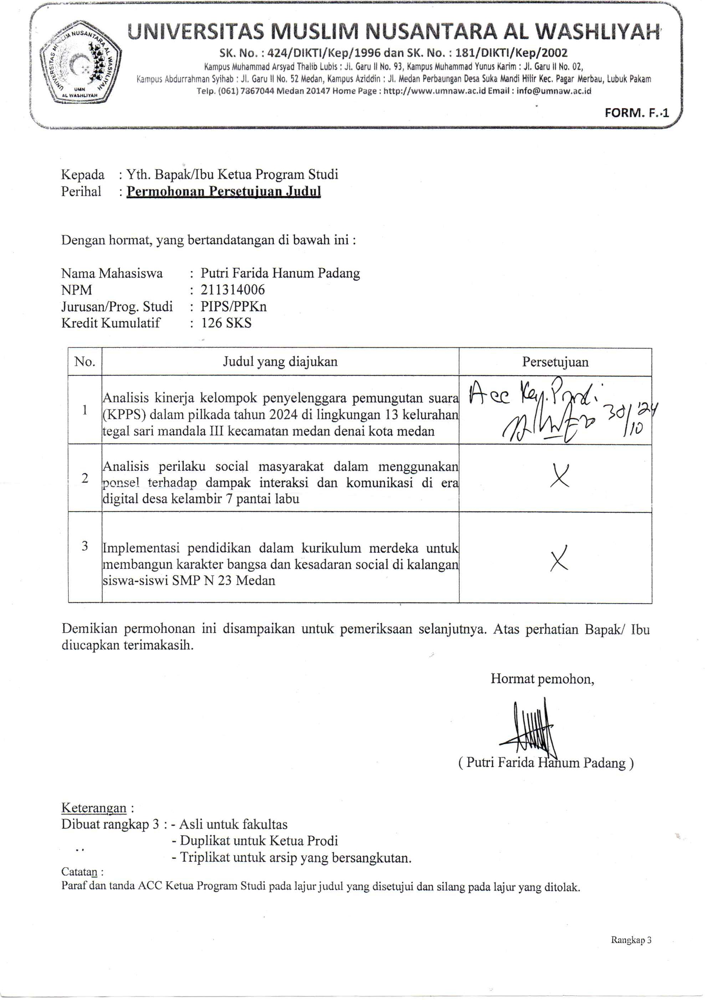 UNIVERSITAS MUSLIM NUSANTARA AL WASHLIYAH
UMN
AL WASHLIYAH
UNIVERSITAS MUSLIM NUSANTARA AL WASHLIYAH
SK. No. : 424/DIKTI/Kep/1996 dan SK. No. : 181/DIKTI/Kep/2002
Kampus Muhammad Arsyad Thalib Lubis : Jl. Garu II No. 93, Kampus Muhammad Yunus Karim : Jl. Garu II No. 02,
Kampus Abdurrahman Syihab : Jl. Garu II No. 52 Medan, Kampus Aziddin : Jl. Medan Perbaungan Desa Suka Mandi Hilir Kec. Pagar Merbau, Lubuk Pakam
Telp. (061) 7867044 Medan 20147 Home Page : http://www.umnaw.ac.id Email : info@umnaw.ac.id
FORM. F.-1
Kepada : Yth. Bapak/Ibu Ketua Program Studi
Perihal : Permohonan Persetujuan Judul
Dengan hormat, yang bertandatangan di bawah ini :
Nama Mahasiswa : Putri Farida Hanum Padang
NPM : 211314006
Jurusan/Prog. Studi : PIPS/PPKn
Kredit Kumulatif : 126 SKS
No. Judul yang diajukan Persetujuan
1 Analisis kinerja kelompok penyelenggara pemungutan suara
(KPPS) dalam pilkada tahun 2024 di lingkungan 13 kelurahan
tegal sari mandala III kecamatan medan denai kota medan
Acc Kap. Prodi
30/10 '24
2 Analisis perilaku social masyarakat dalam menggunakan
ponsel terhadap dampak interaksi dan komunikasi di era
digital desa kelambir 7 pantai labu
X
3 Implementasi pendidikan dalam kurikulum merdeka untuk
membangun karakter bangsa dan kesadaran social di kalangan
siswa-siswi SMP N 23 Medan
X
Demikian permohonan ini disampaikan untuk pemeriksaan selanjutnya. Atas perhatian Bapak/ Ibu
diucapkan terimakasih.
Hormat pemohon,
( Putri Farida Hanum Padang )
Keterangan :
Dibuat rangkap 3 : - Asli untuk fakultas
- Duplikat untuk Ketua Prodi
- Triplikat untuk arsip yang bersangkutan.
Catatan :
Paraf dan tanda ACC Ketua Program Studi pada lajur judul yang disetujui dan silang pada lajur yang ditolak.
Rangkap 3